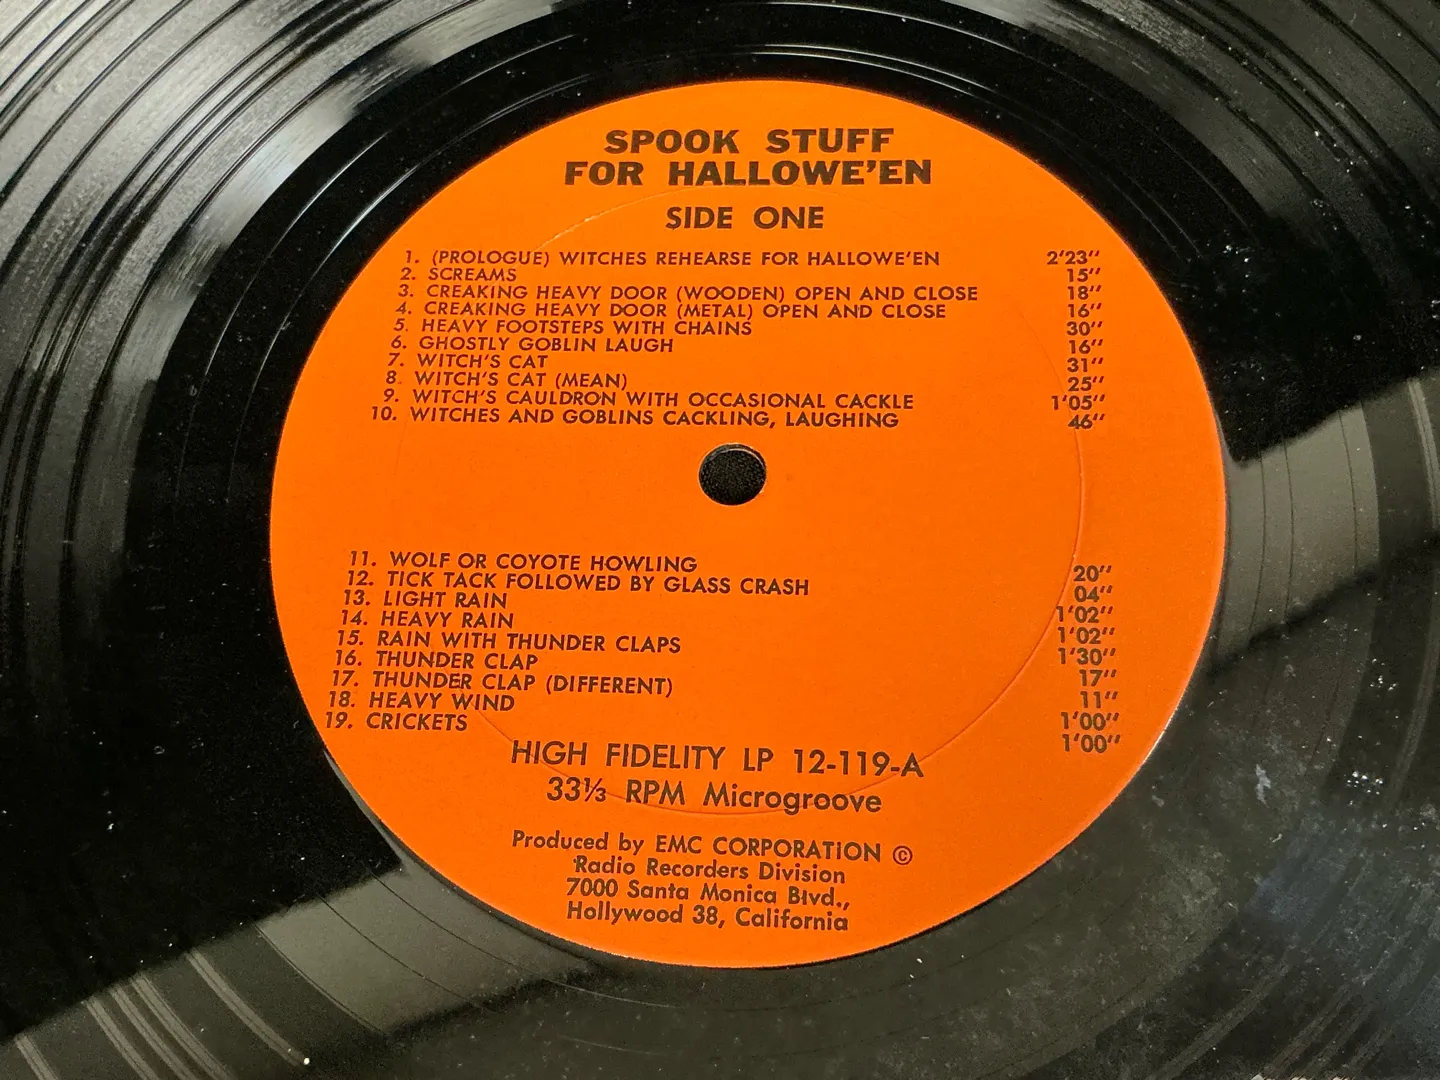 SPOOK STUFF
FOR HALLOWE'EN
SIDE ONE
1. (PROLOGUE) WITCHES REHEARSE FOR HALLOWE'EN 2'23"
2. SCREAMS 15"
3. CREAKING HEAVY DOOR (WOODEN) OPEN AND CLOSE 18"
4. CREAKING HEAVY DOOR (METAL) OPEN AND CLOSE 16"
5. HEAVY FOOTSTEPS WITH CHAINS 30"
6. GHOSTLY GOBLIN LAUGH 16"
7. WITCH'S CAT 31"
8. WITCH'S CAT (MEAN) 25"
9. WITCH'S CAULDRON WITH OCCASIONAL CACKLE 1'05"
10. WITCHES AND GOBLINS CACKLING, LAUGHING 46"
11. WOLF OR COYOTE HOWLING 20"
12. TICK TACK FOLLOWED BY GLASS CRASH 04"
13. LIGHT RAIN 1'02"
14. HEAVY RAIN 1'02"
15. RAIN WITH THUNDER CLAPS 1'30"
16. THUNDER CLAP 17"
17. THUNDER CLAP (DIFFERENT) 11"
18. HEAVY WIND 1'00"
19. CRICKETS 1'00"
HIGH FIDELITY LP 12-119-A
33⅓ RPM Microgroove
Produced by EMC CORPORATION ©
Radio Recorders Division
7000 Santa Monica Blvd.,
Hollywood 38, California